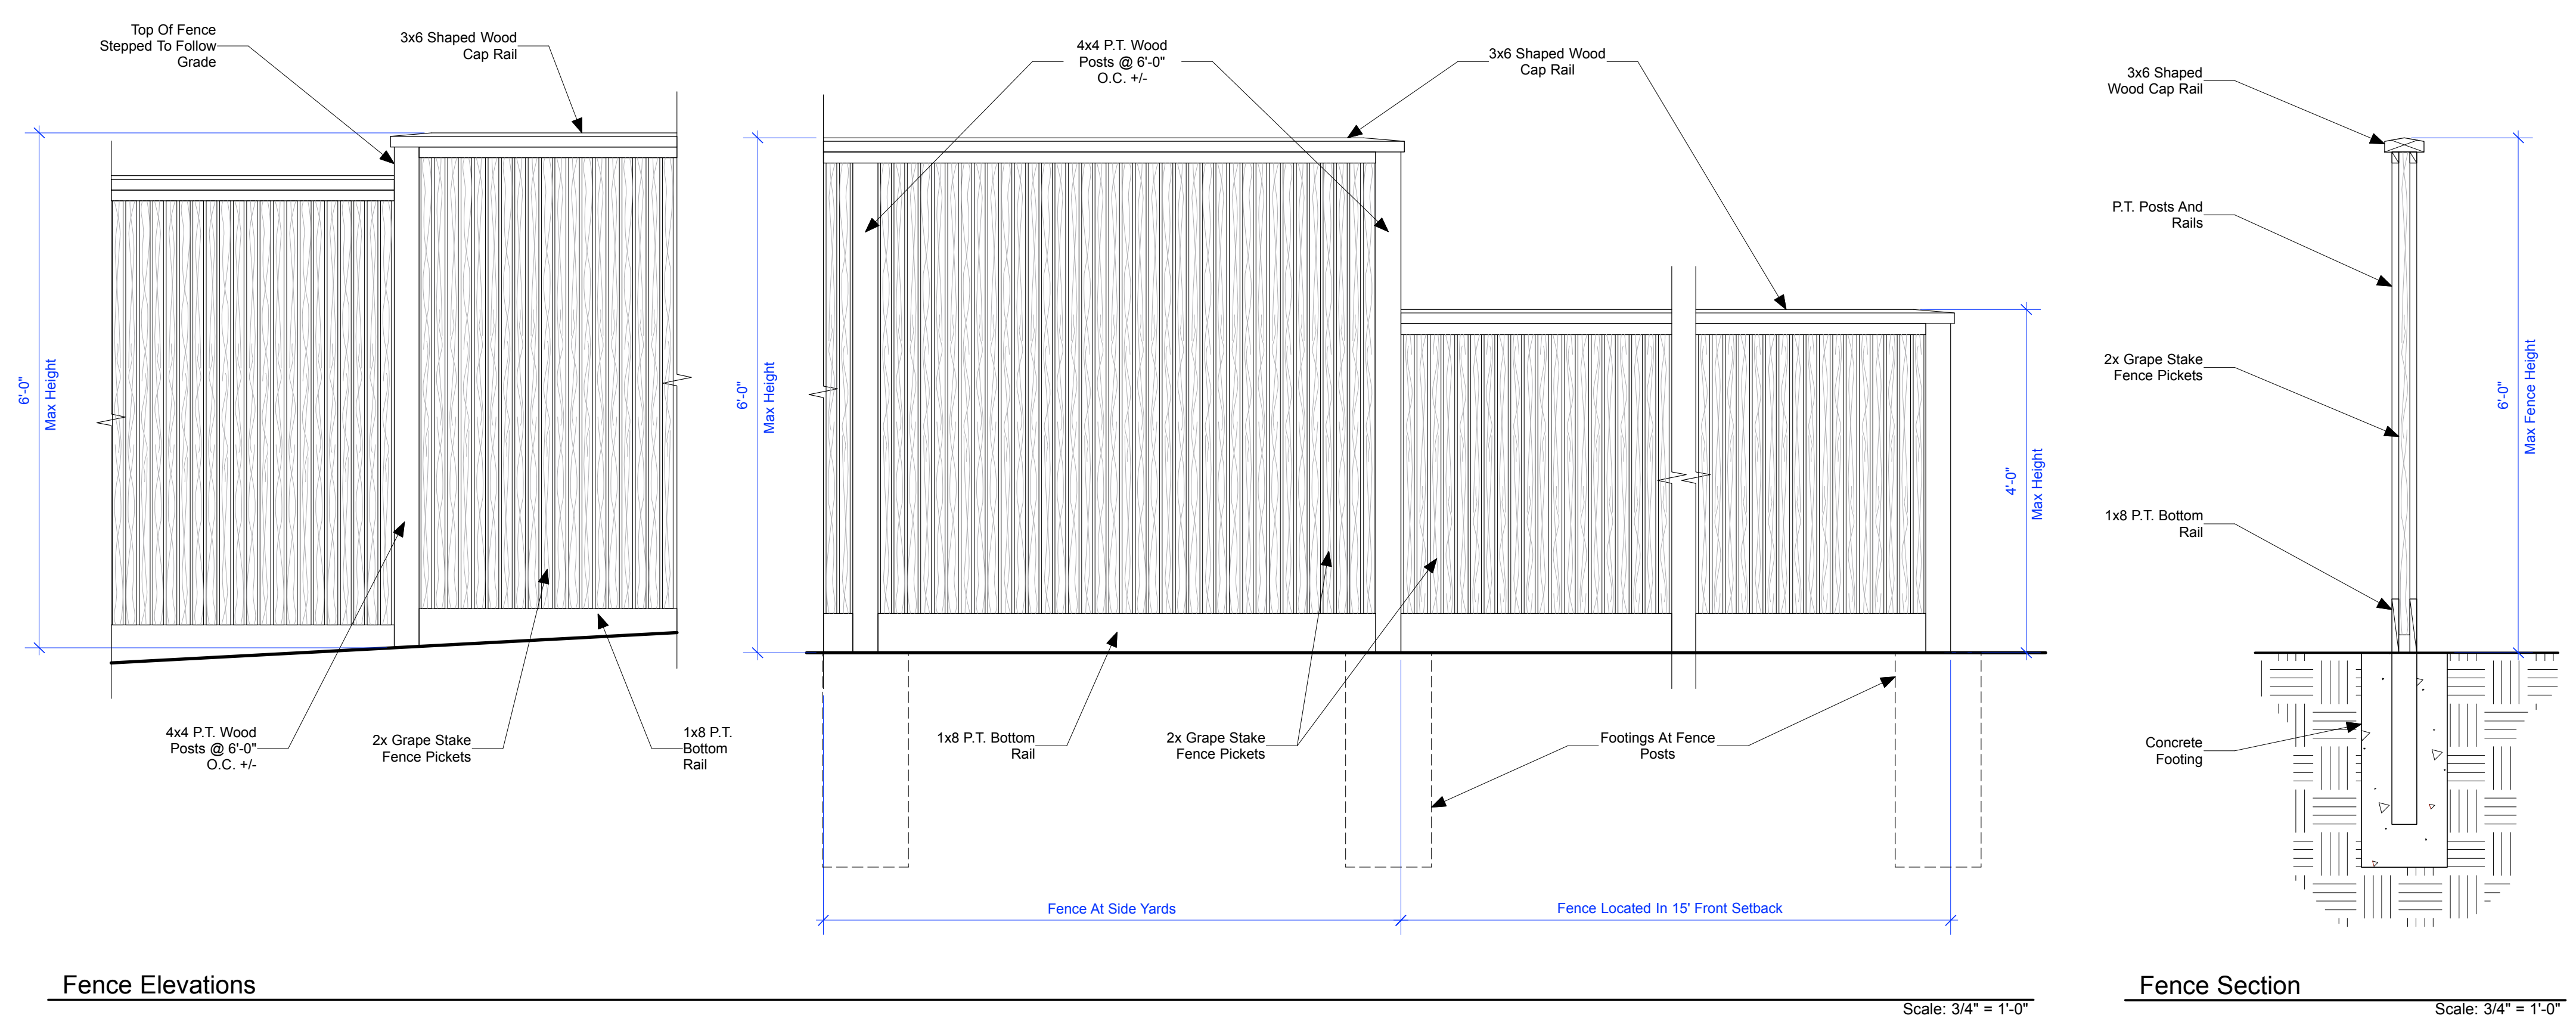 Top Of Fence
Stepped To Follow
Grade
3x6 Shaped Wood
Cap Rail
6'-0"
Max Height
4x4 P.T. Wood
Posts @ 6'-0"
O.C. +/-
2x Grape Stake
Fence Pickets
1x8 P.T.
Bottom
Rail
4x4 P.T. Wood
Posts @ 6'-0"
O.C. +/-
3x6 Shaped Wood
Cap Rail
6'-0"
Max Height
4'-0"
Max Height
1x8 P.T. Bottom
Rail
2x Grape Stake
Fence Pickets
Footings At Fence
Posts
Fence At Side Yards
Fence Located In 15' Front Setback
Fence Elevations
Scale: 3/4" = 1'-0"
3x6 Shaped
Wood Cap Rail
P.T. Posts And
Rails
2x Grape Stake
Fence Pickets
1x8 P.T. Bottom
Rail
6'-0"
Max Fence Height
Concrete
Footing
Fence Section
Scale: 3/4" = 1'-0"